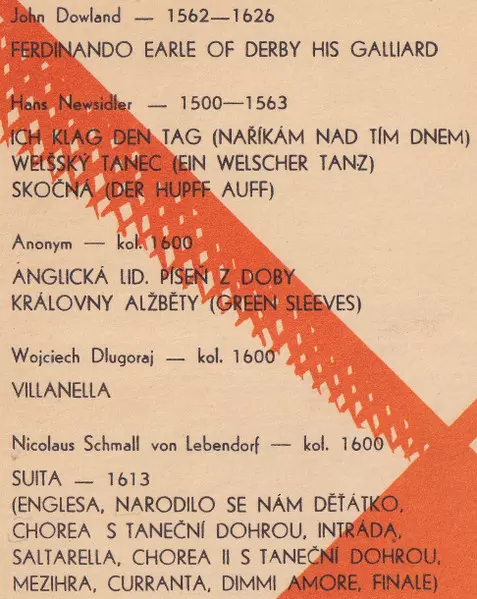 John Dowland — 1562—1626
FERDINANDO EARLE OF DERBY HIS GALLIARD
Hans Newsidler — 1500—1563
ICH KLAG DEN TAG (NAŘÍKÁM NAD TÍM DNEM)
WELŠSKÝ TANEC (EIN WELSCHER TANZ)
SKOČNÁ (DER HUPFF AUFF)
Anonym — kol. 1600
ANGLICKÁ LID. PÍSEŇ Z DOBY
KRÁLOVNY ALŽBĚTY (GREEN SLEEVES)
Wojciech Dlugoraj — kol. 1600
VILLANELLA
Nicolaus Schmall von Lebendorf — kol. 1600
SUITA — 1613
(ENGLESA, NARODILO SE NÁM DĚŤÁTKO,
CHOREA S TANEČNÍ DOHROU, INTRÁDA,
SALTARELLA, CHOREA II S TANEČNÍ DOHROU,
MEZIHRA, CURRANTA, DIMMI AMORE, FINALE)